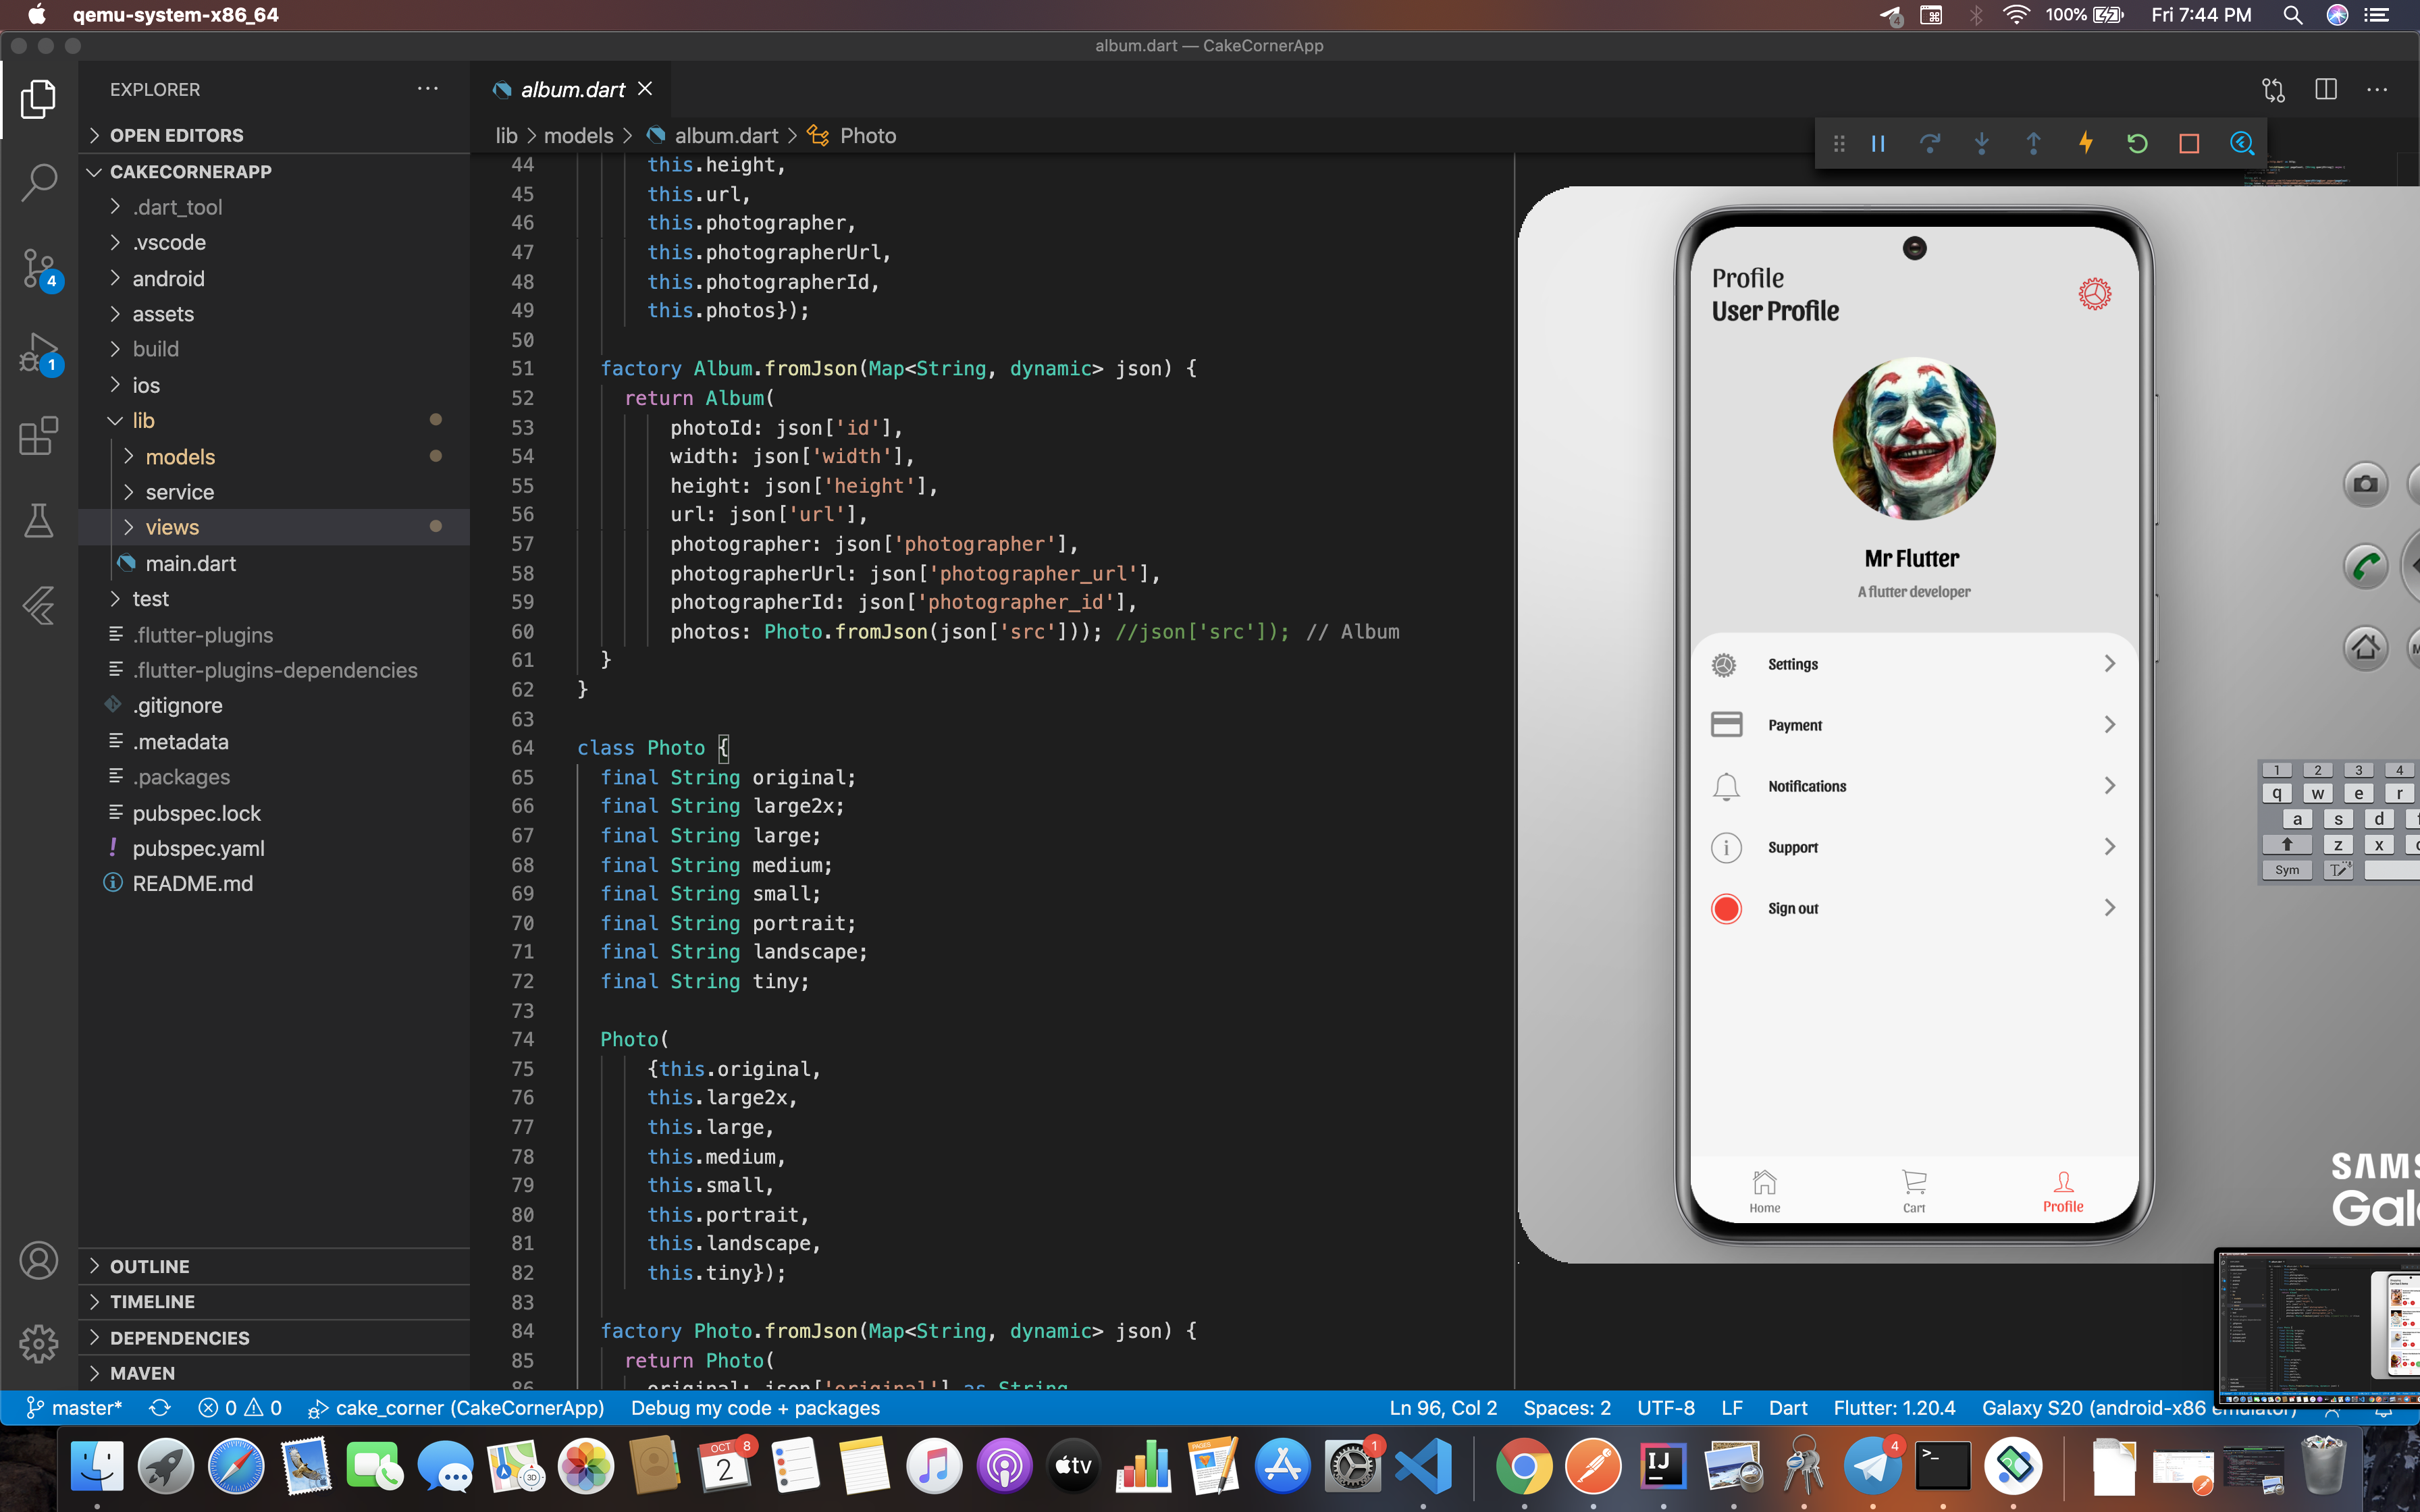 qemu-system-x86_64
4
100%
Fri 7:44 PM
album.dart — CakeCornerApp
EXPLORER
OPEN EDITORS
CAKECORNERAPP
.dart_tool
.vscode
android
assets
build
ios
lib
models
service
views
main.dart
test
.flutter-plugins
.flutter-plugins-dependencies
.gitignore
.metadata
.packages
pubspec.lock
! pubspec.yaml
README.md
OUTLINE
TIMELINE
DEPENDENCIES
MAVEN
4
1
album.dart
lib > models > album.dart > Photo
44 this.height,
45 this.url,
46 this.photographer,
47 this.photographerUrl,
48 this.photographerId,
49 this.photos});
50
51 factory Album.fromJson(Map<String, dynamic> json) {
52 return Album(
53 photoId: json['id'],
54 width: json['width'],
55 height: json['height'],
56 url: json['url'],
57 photographer: json['photographer'],
58 photographerUrl: json['photographer_url'],
59 photographerId: json['photographer_id'],
60 photos: Photo.fromJson(json['src'])); //json['src']); // Album
61 }
62 }
63
64 class Photo {
65 final String original;
66 final String large2x;
67 final String large;
68 final String medium;
69 final String small;
70 final String portrait;
71 final String landscape;
72 final String tiny;
73
74 Photo(
75 {this.original,
76 this.large2x,
77 this.large,
78 this.medium,
79 this.small,
80 this.portrait,
81 this.landscape,
82 this.tiny});
83
84 factory Photo.fromJson(Map<String, dynamic> json) {
85 return Photo(
86 original: json['original'] as String
Profile
User Profile
Mr Flutter
A flutter developer
Settings
Payment
Notifications
Support
Sign out
Home
Cart
Profile
1 2 3 4
q w e r
a s d
z x
Sym
SAMS
Gal
master*
0
0
cake_corner (CakeCornerApp)
Debug my code + packages
Ln 96, Col 2
Spaces: 2
UTF-8
LF
Dart
Flutter: 1.20.4
Galaxy S20 (android-x86 emulator)
3D
OCT
2
8
tv
PAGES
1
IJ
4
>_